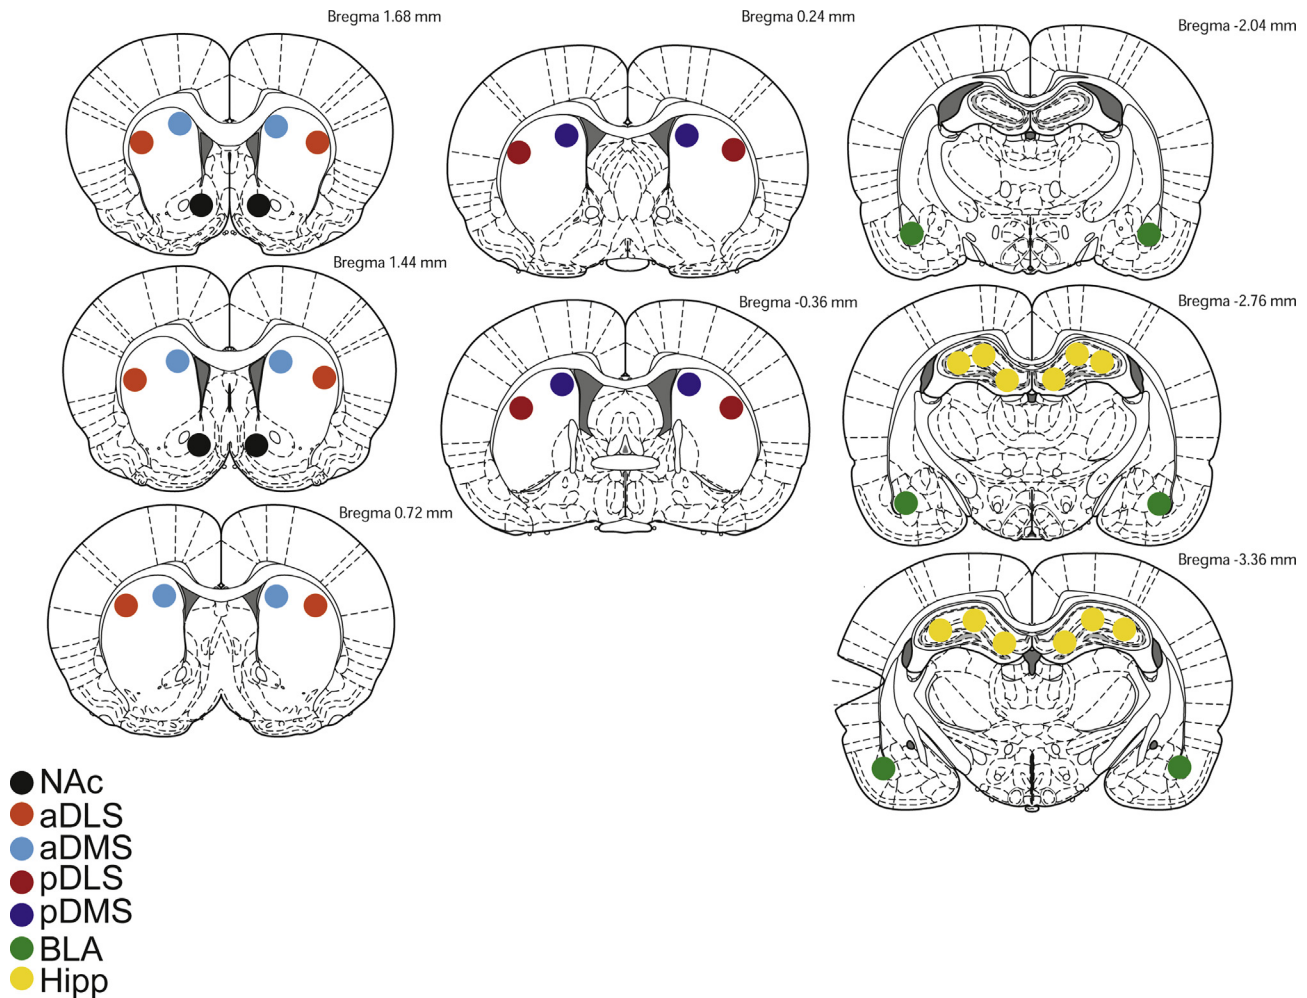 Bregma 1.68 mm
Bregma 0.24 mm
Bregma -2.04 mm
Bregma 1.44 mm
Bregma -0.36 mm
Bregma -2.76 mm
Bregma 0.72 mm
Bregma -3.36 mm
NAc
aDLS
aDMS
pDLS
pDMS
BLA
Hipp